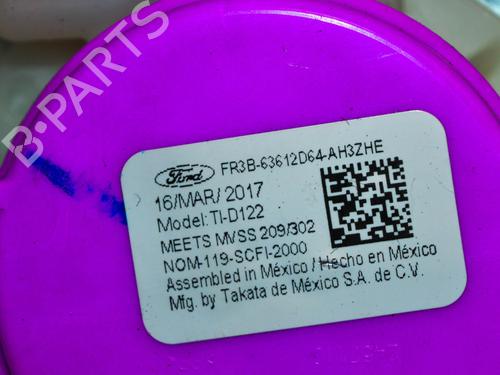 B-PARTS
Ford
FR3B-63612D64-AH3ZHE
16/MAR/2017
Model: TI-D122
MEETS MVSS 209/302
NOM-119-SCFI-2000
Assembled in México / Hecho en México
Mfg. by Takata de México S.A. de C.V.